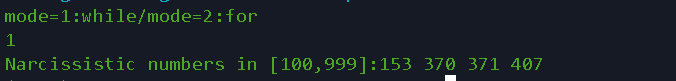 mode=1:while/mode=2:for
1
Narcissistic numbers in [100,999]:153 370 371 407